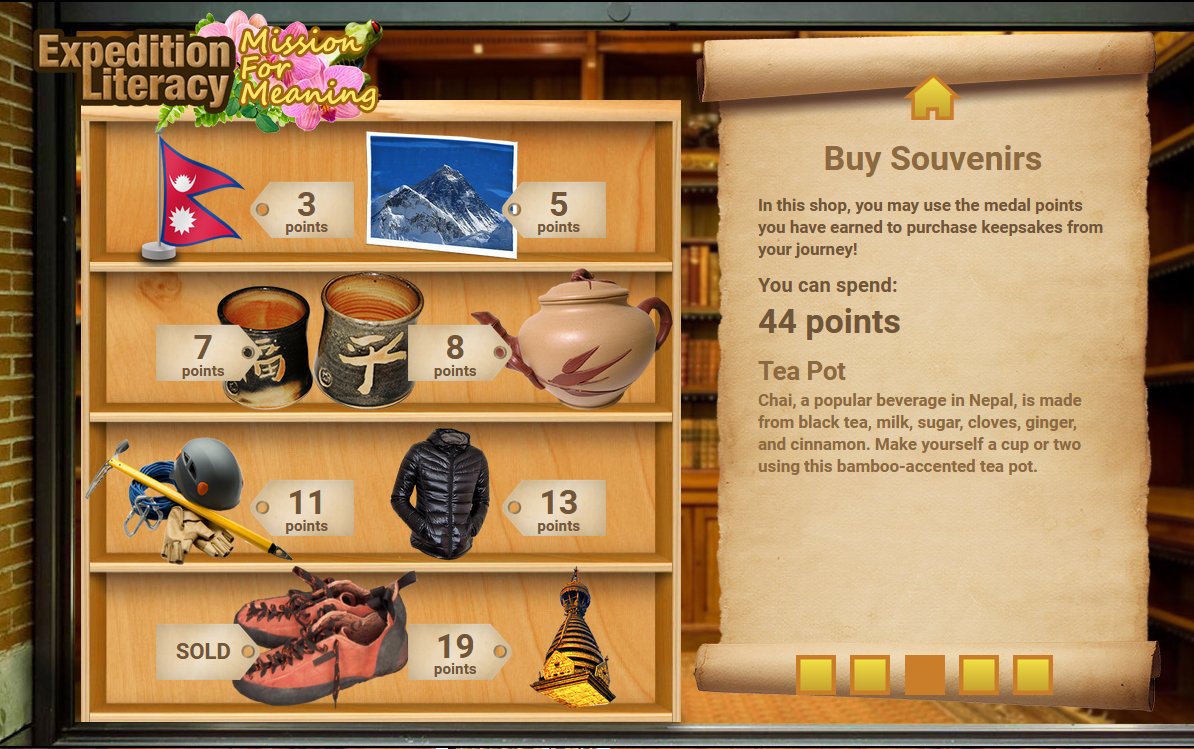 Expedition
Literacy
Mission
For
Meaning
3
points
5
points
7
points
福
子
8
points
11
points
13
points
SOLD
19
points
Buy Souvenirs
In this shop, you may use the medal points
you have earned to purchase keepsakes from
your journey!
You can spend:
44 points
Tea Pot
Chai, a popular beverage in Nepal, is made
from black tea, milk, sugar, cloves, ginger,
and cinnamon. Make yourself a cup or two
using this bamboo-accented tea pot.